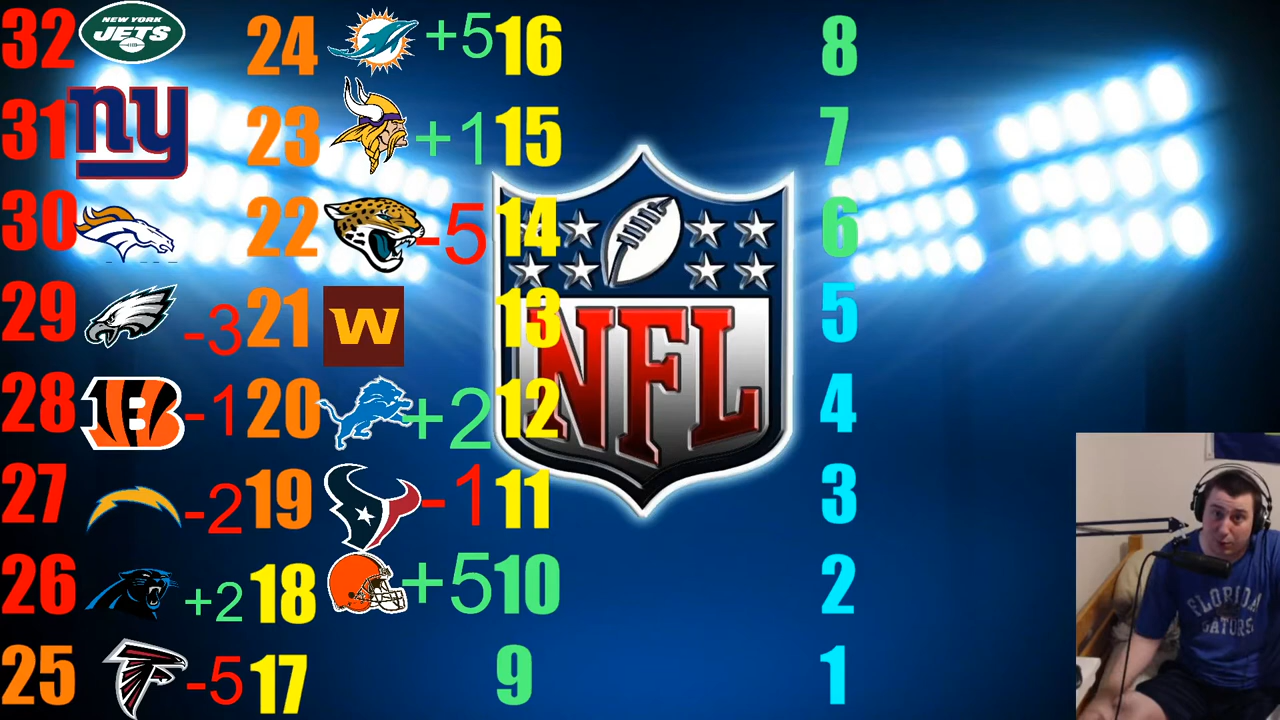 32 NEW YORK JETS 24 +5 16 8
31 ny 23 +1 15 7
30 22 -5 14 6
29 -3 21 W 13 5
28 B -1 20 +2 12 4
27 -2 19 -1 11 3
26 +2 18 +5 10 2
25 -5 17 9 1
NFL
FLORIDA
GATORS